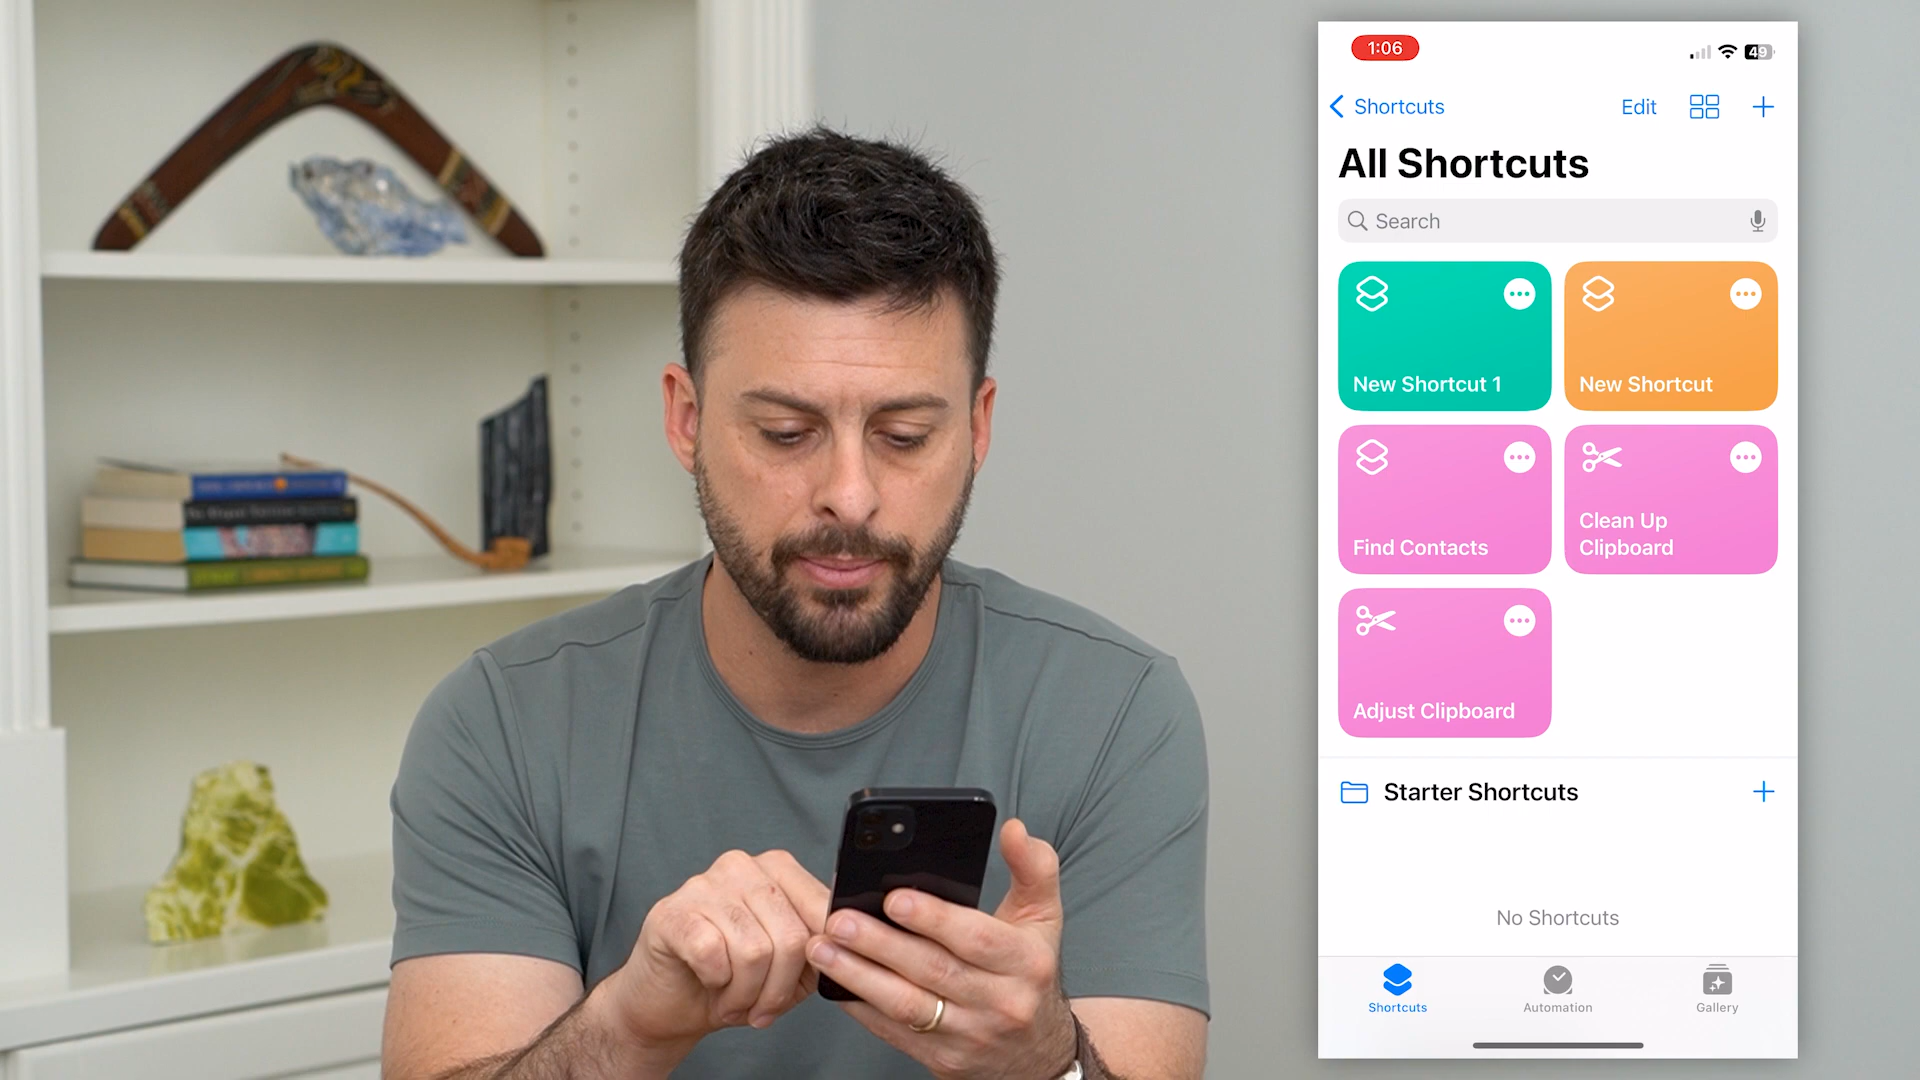 1:06
49
Shortcuts
Edit
All Shortcuts
Search
New Shortcut 1
New Shortcut
Find Contacts
Clean Up
Clipboard
Adjust Clipboard
Starter Shortcuts
No Shortcuts
Shortcuts
Automation
Gallery